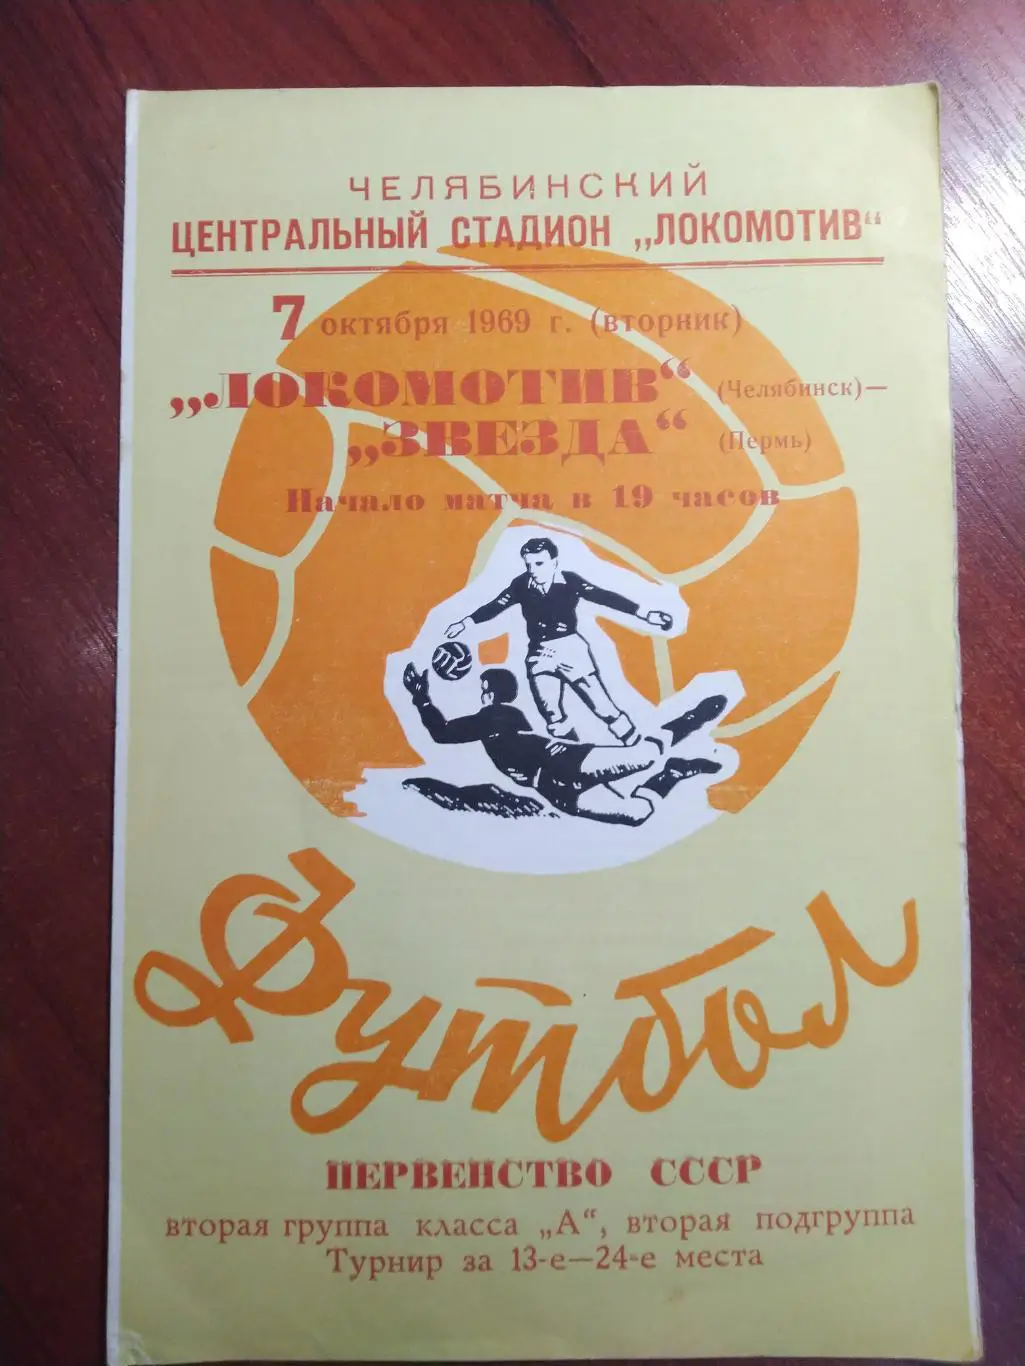 ЧЕЛЯБИНСКИЙ
ЦЕНТРАЛЬНЫЙ СТАДИОН „ЛОКОМОТИВ“
7 октября 1969 г. (вторник)
„ЛОКОМОТИВ“ (Челябинск)—
„ЗВЕЗДА“ (Пермь)
Начало матча в 19 часов
Футбол
ПЕРВЕНСТВО СССР
вторая группа класса „А“, вторая подгруппа
Турнир за 13-е—24-е места